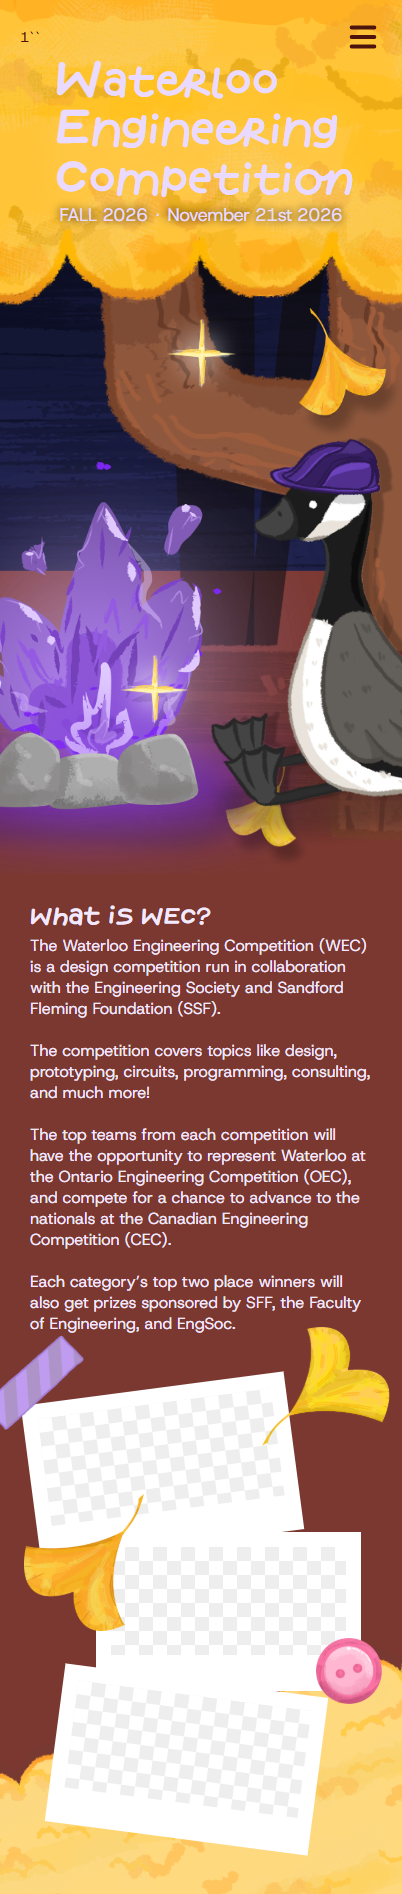 1``
Waterloo
Engineering
Competition
FALL 2026 · November 21st 2026
What is WEC?
The Waterloo Engineering Competition (WEC)
is a design competition run in collaboration
with the Engineering Society and Sandford
Fleming Foundation (SSF).
The competition covers topics like design,
prototyping, circuits, programming, consulting,
and much more!
The top teams from each competition will
have the opportunity to represent Waterloo at
the Ontario Engineering Competition (OEC),
and compete for a chance to advance to the
nationals at the Canadian Engineering
Competition (CEC).
Each category’s top two place winners will
also get prizes sponsored by SFF, the Faculty
of Engineering, and EngSoc.